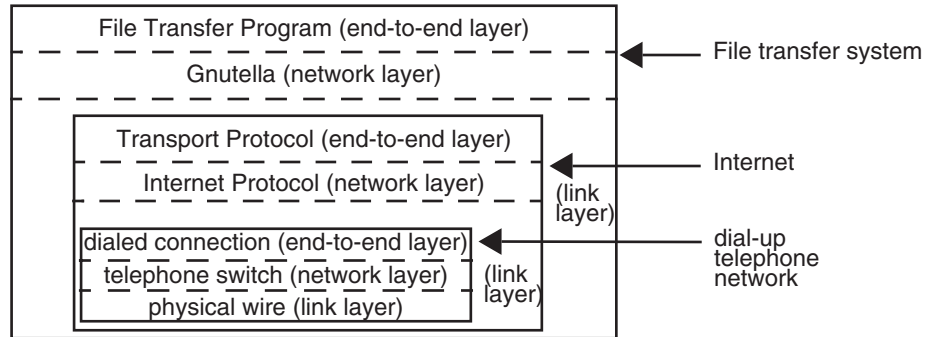 File Transfer Program (end-to-end layer)
File transfer system
Gnutella (network layer)
Transport Protocol (end-to-end layer)
Internet
Internet Protocol (network layer)
(link
layer)
dialed connection (end-to-end layer)
dial-up
telephone
network
telephone switch (network layer)
(link
layer)
physical wire (link layer)